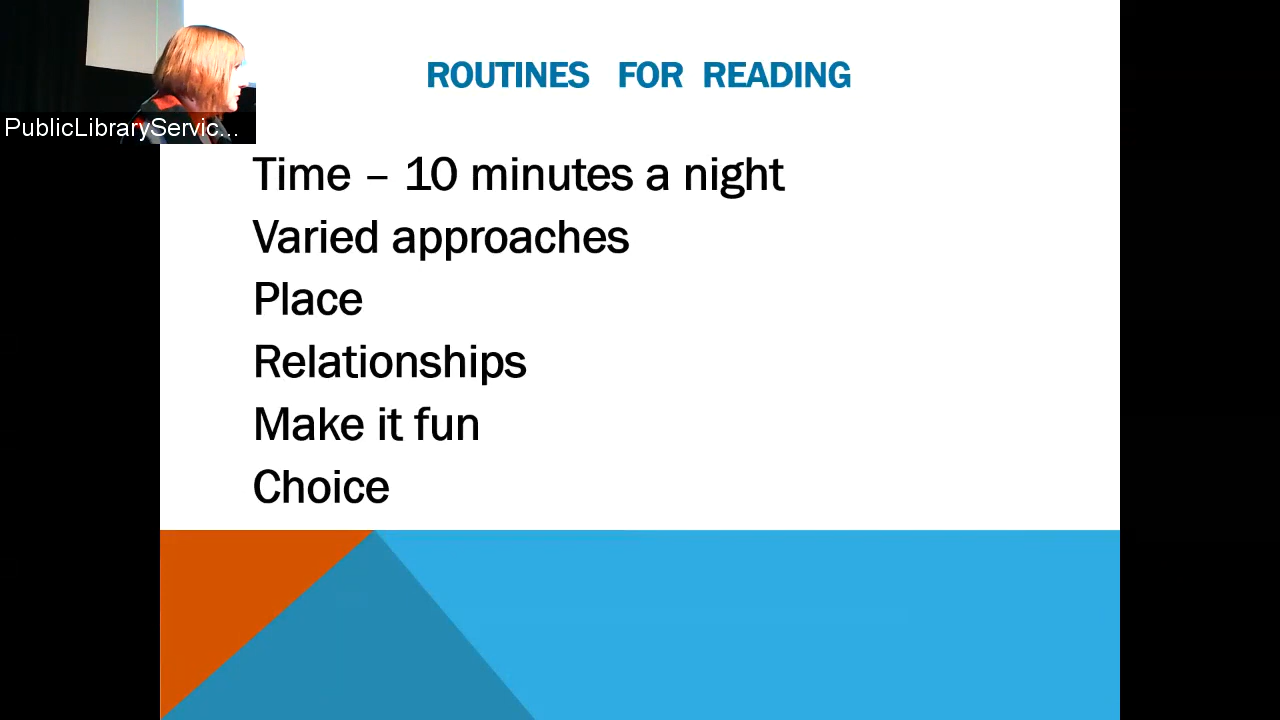 ROUTINES FOR READING
PublicLibraryServic...
Time – 10 minutes a night
Varied approaches
Place
Relationships
Make it fun
Choice